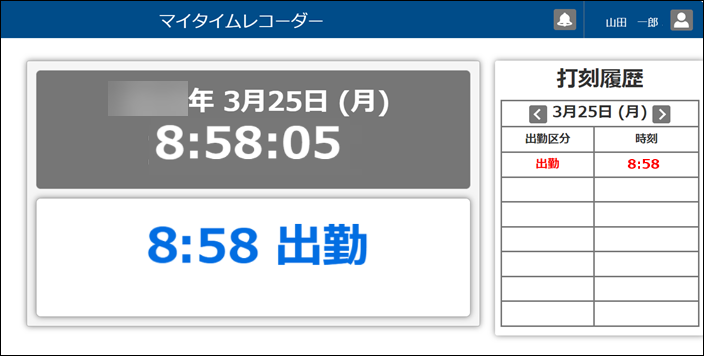 マイタイムレコーダー
山田 一郎
年 3月25日 (月)
8:58:05
8:58 出勤
打刻履歴
3月25日 (月)
出勤区分 時刻
出勤 8:58